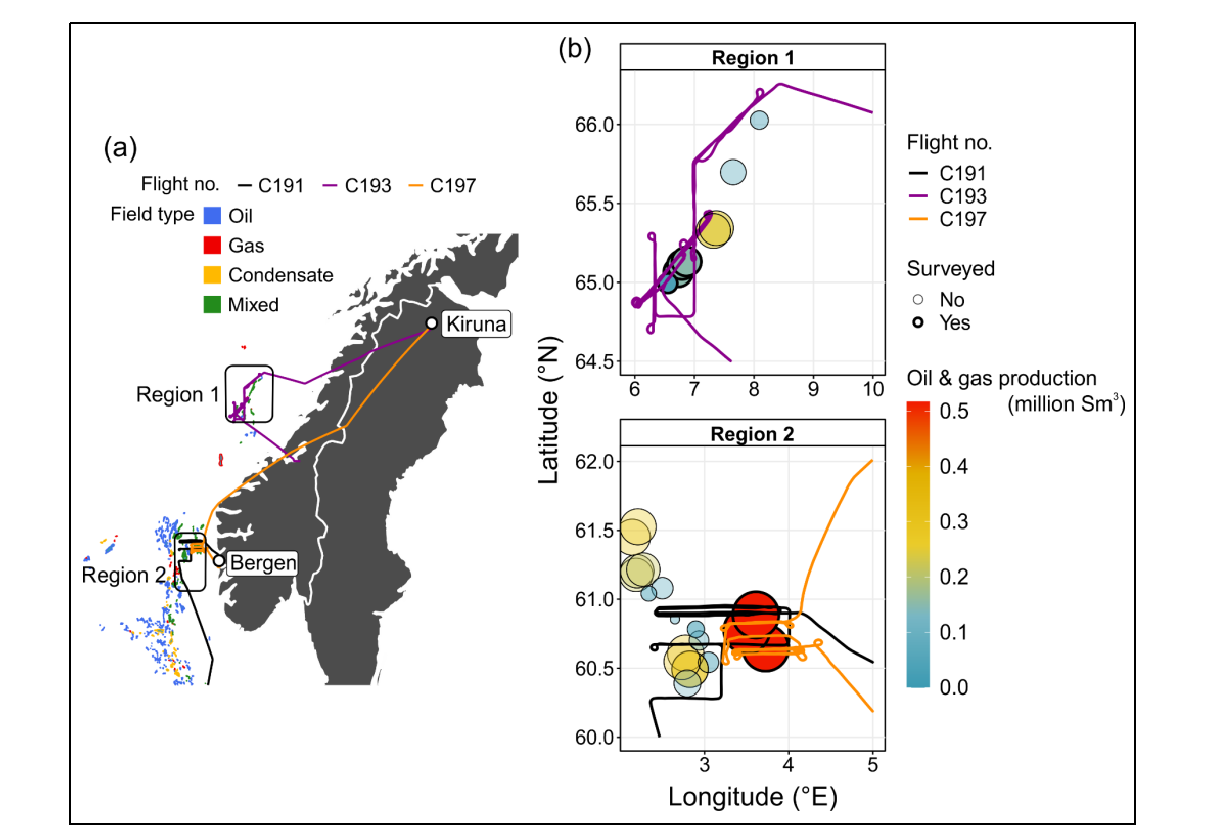 (a)
Flight no. C191 C193 C197
Field type Oil
Gas
Condensate
Mixed
Kiruna
Region 1
Bergen
Region 2
(b)
Region 1
66.0
65.5
65.0
64.5
6 7 8 9 10
Region 2
62.0
61.5
61.0
60.5
60.0
3 4 5
Latitude (°N)
Longitude (°E)
Flight no.
C191
C193
C197
Surveyed
No
Yes
Oil & gas production
(million Sm³)
0.5
0.4
0.3
0.2
0.1
0.0